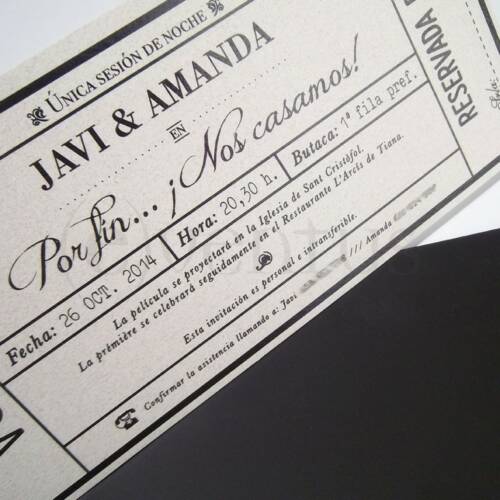 ÚNICA SESIÓN DE NOCHE
JAVI & AMANDA
EN
Por fin... ¡Nos casamos!
Fecha: 26 OCT. 2014 Hora: 20,30 h. Butaca: 1ª fila pref.
La película se proyectará en la Iglesia de Sant Cristófol.
La prémière se celebrará seguidamente en el Restaurante L'Arcís de Tiana.
Esta invitación es personal e intransferible.
Confirmar la asistencia llamando a: Javi /// Amanda
RESERVADA